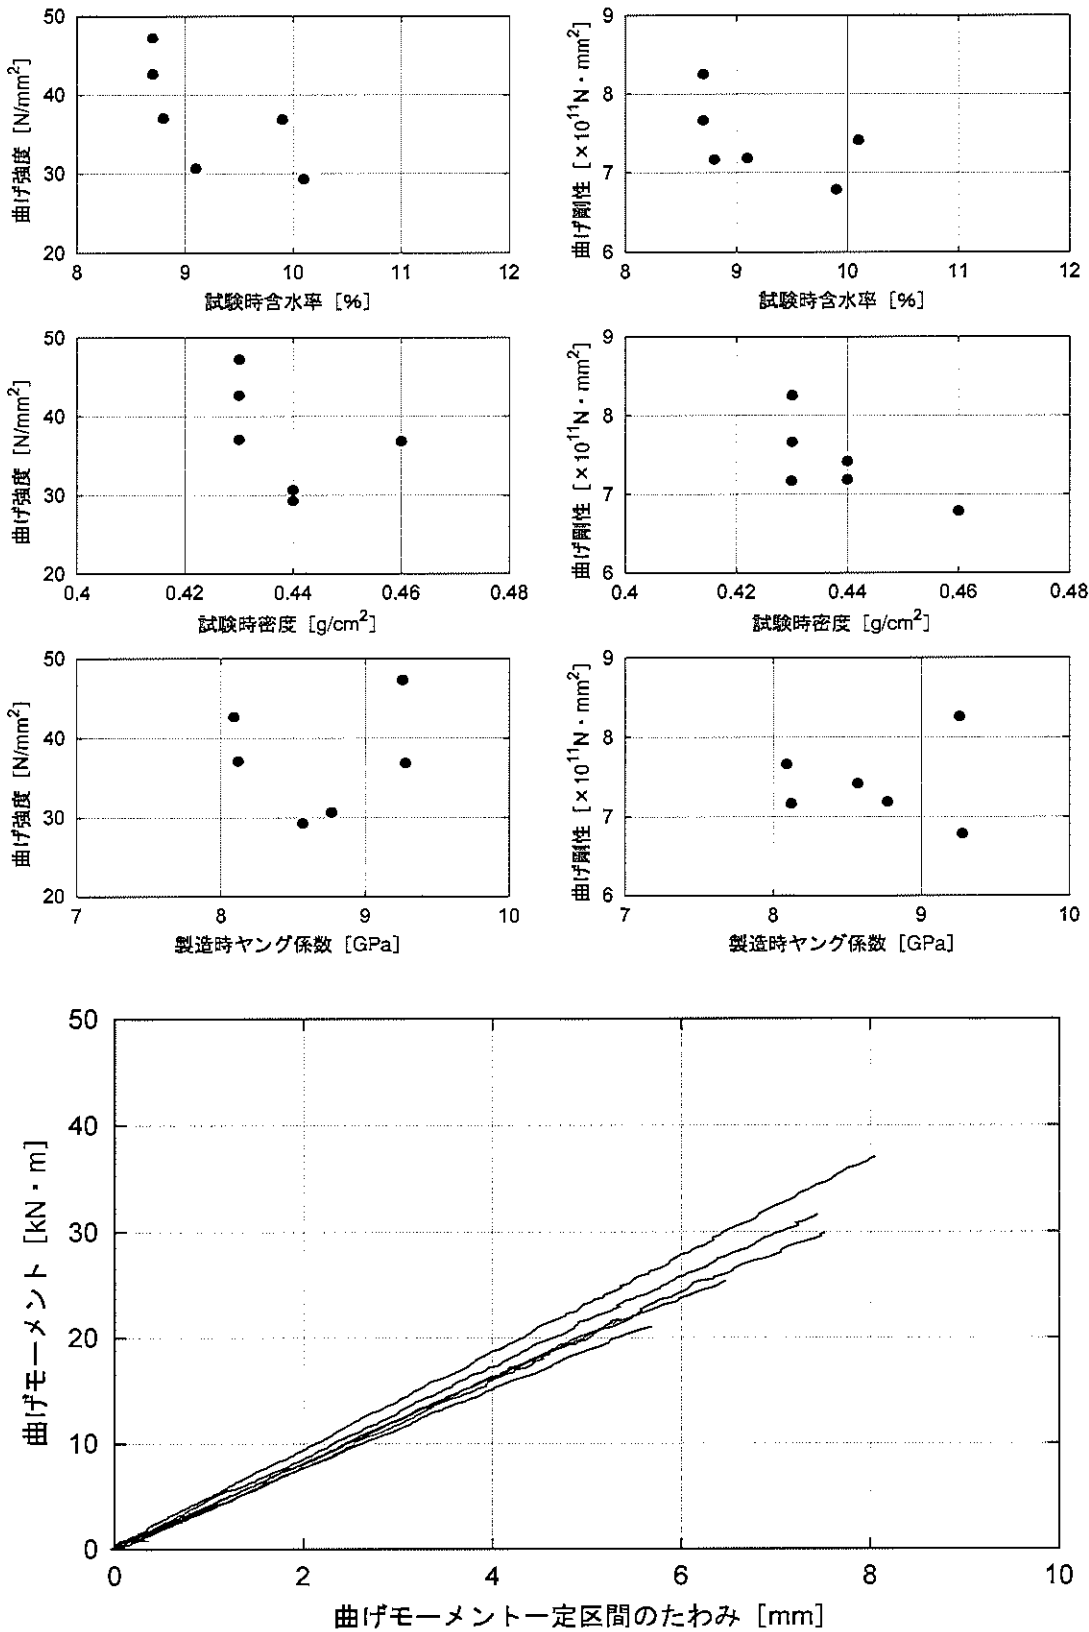 50
40
30
20
曲げ強度 [N/mm²]
8 9 10 11 12
試験時含水率 [%]
9
8
7
6
曲げ剛性 [×10¹¹N・mm²]
8 9 10 11 12
試験時含水率 [%]
50
40
30
20
曲げ強度 [N/mm²]
0.4 0.42 0.44 0.46 0.48
試験時密度 [g/cm²]
9
8
7
6
曲げ剛性 [×10¹¹N・mm²]
0.4 0.42 0.44 0.46 0.48
試験時密度 [g/cm²]
50
40
30
20
曲げ強度 [N/mm²]
7 8 9 10
製造時ヤング係数 [GPa]
9
8
7
6
曲げ剛性 [×10¹¹N・mm²]
7 8 9 10
製造時ヤング係数 [GPa]
50
40
30
20
10
0
曲げモーメント [kN・m]
0 2 4 6 8 10
曲げモーメント一定区間のたわみ [mm]